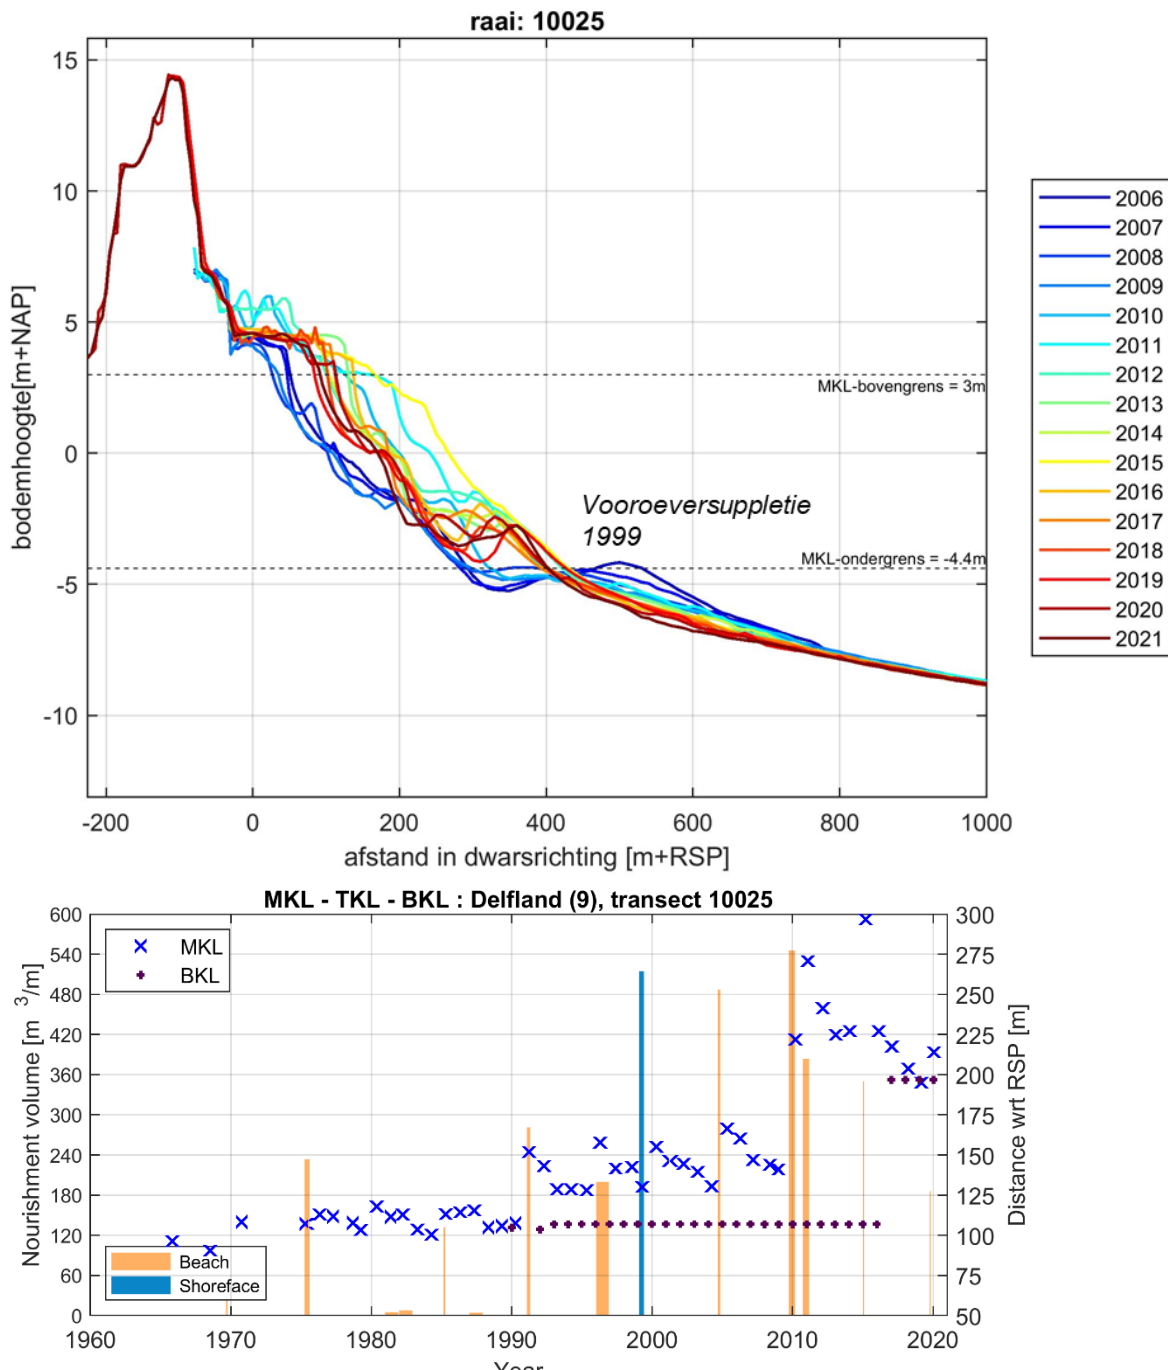 raai: 10025
15
10
5
0
-5
-10
bodemhoogte[m+NAP]
MKL-bovengrens = 3m
Vooroeversuppletie
1999
MKL-ondergrens = -4.4m
-200 0 200 400 600 800 1000
afstand in dwarsrichting [m+RSP]
2006
2007
2008
2009
2010
2011
2012
2013
2014
2015
2016
2017
2018
2019
2020
2021
MKL - TKL - BKL : Delfland (9), transect 10025
600
540
480
420
360
300
240
180
120
60
0
Nourishment volume [m ³/m]
MKL
BKL
Beach
Shoreface
300
275
250
225
200
175
150
125
100
75
50
Distance wrt RSP [m]
1960 1970 1980 1990 2000 2010 2020
Year